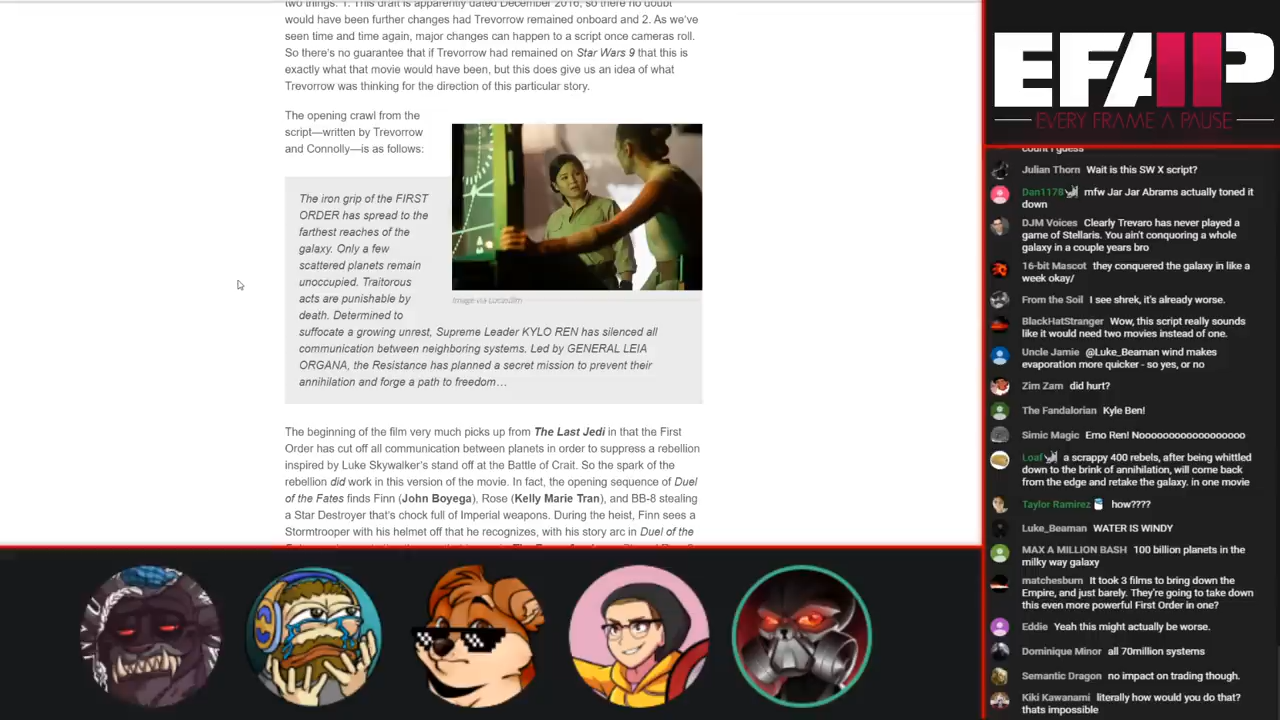 two things: 1. This draft is apparently dated December 2016, so there no doubt
would have been further changes had Trevorrow remained onboard and 2. As we've
seen time and time again, major changes can happen to a script once cameras roll.
So there's no guarantee that if Trevorrow had remained on Star Wars 9 that this is
exactly what that movie would have been, but this does give us an idea of what
Trevorrow was thinking for the direction of this particular story.
The opening crawl from the
script—written by Trevorrow
and Connolly—is as follows:
The iron grip of the FIRST
ORDER has spread to the
farthest reaches of the
galaxy. Only a few
scattered planets remain
unoccupied. Traitorous
acts are punishable by
death. Determined to
suffocate a growing unrest, Supreme Leader KYLO REN has silenced all
communication between neighboring systems. Led by GENERAL LEIA
ORGANA, the Resistance has planned a secret mission to prevent their
annihilation and forge a path to freedom…
Image via Lucasfilm
The beginning of the film very much picks up from The Last Jedi in that the First
Order has cut off all communication between planets in order to suppress a rebellion
inspired by Luke Skywalker's stand off at the Battle of Crait. So the spark of the
rebellion did work in this version of the movie. In fact, the opening sequence of Duel
of the Fates finds Finn (John Boyega), Rose (Kelly Marie Tran), and BB-8 stealing
a Star Destroyer that's chock full of Imperial weapons. During the heist, Finn sees a
Stormtrooper with his helmet off that he recognizes, with his story arc in Duel of the
EFAP
EVERY FRAME A PAUSE
count I guess
Julian Thorn Wait is this SW X script?
Dan1178 mfw Jar Jar Abrams actually toned it
down
DJM Voices Clearly Trevaro has never played a
game of Stellaris. You ain't conquoring a whole
galaxy in a couple years bro
16-bit Mascot they conquered the galaxy in like a
week okay/
From the Soil I see shrek, it's already worse.
BlackHatStranger Wow, this script really sounds
like it would need two movies instead of one.
Uncle Jamie @Luke_Beaman wind makes
evaporation more quicker - so yes, or no
Zim Zam did hurt?
The Fandalorian Kyle Ben!
Simic Magic Emo Ren! Nooooooooooooooooo
Loaf a scrappy 400 rebels, after being whittled
down to the brink of annihilation, will come back
from the edge and retake the galaxy. in one movie
Taylor Ramirez how????
Luke_Beaman WATER IS WINDY
MAX A MILLION BASH 100 billion planets in the
milky way galaxy
matchesburn It took 3 films to bring down the
Empire, and just barely. They're going to take down
this even more powerful First Order in one?
Eddie Yeah this might actually be worse.
Dominique Minor all 70million systems
Semantic Dragon no impact on trading though.
Kiki Kawanami literally how would you do that?
thats impossible